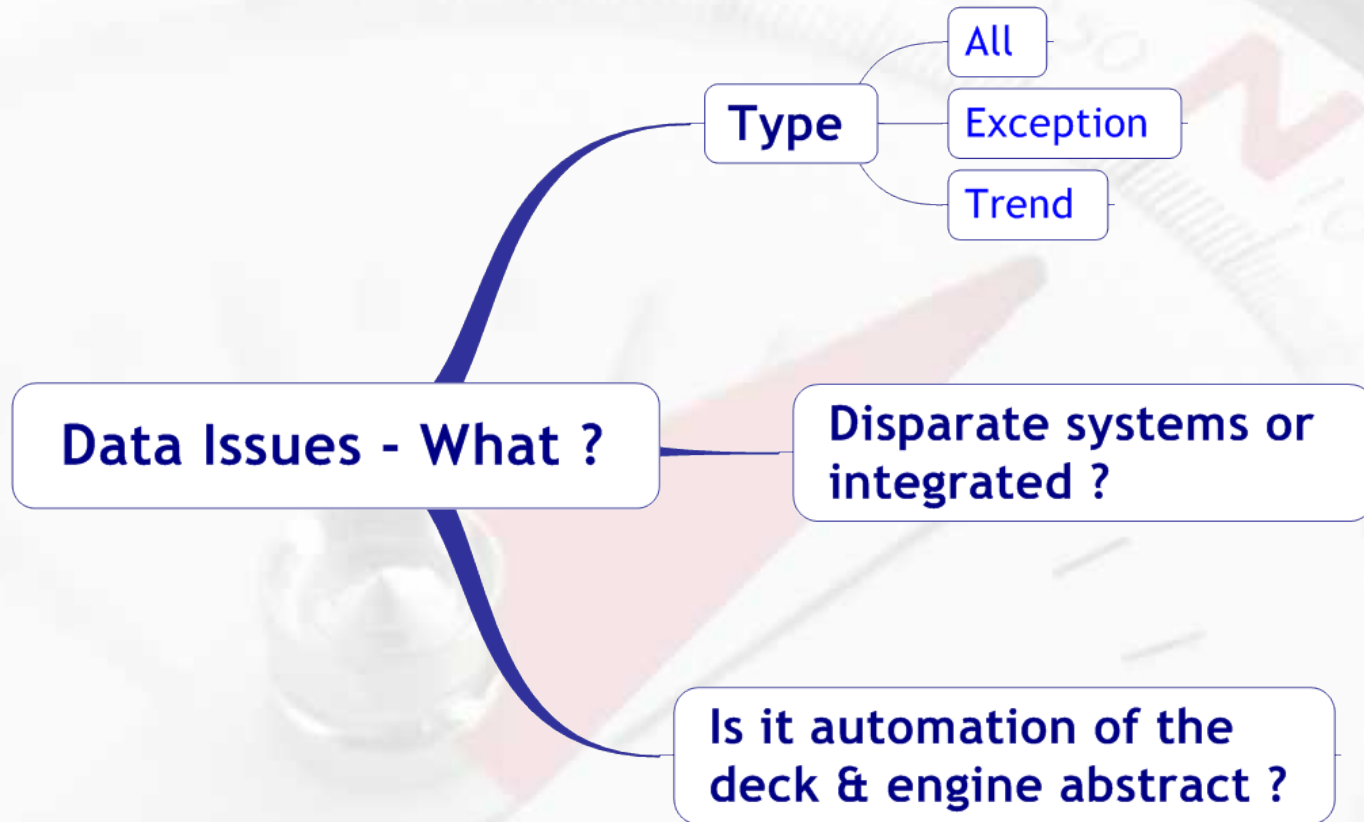 Type
All
Exception
Trend
Data Issues - What ?
Disparate systems or
integrated ?
Is it automation of the
deck & engine abstract ?